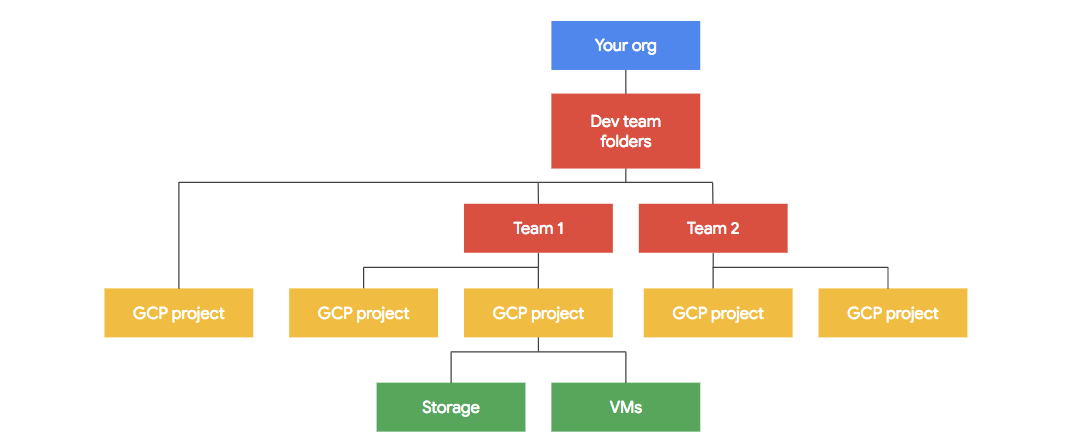 Your org
Dev team
folders
Team 1
Team 2
GCP project
GCP project
GCP project
GCP project
GCP project
Storage
VMs